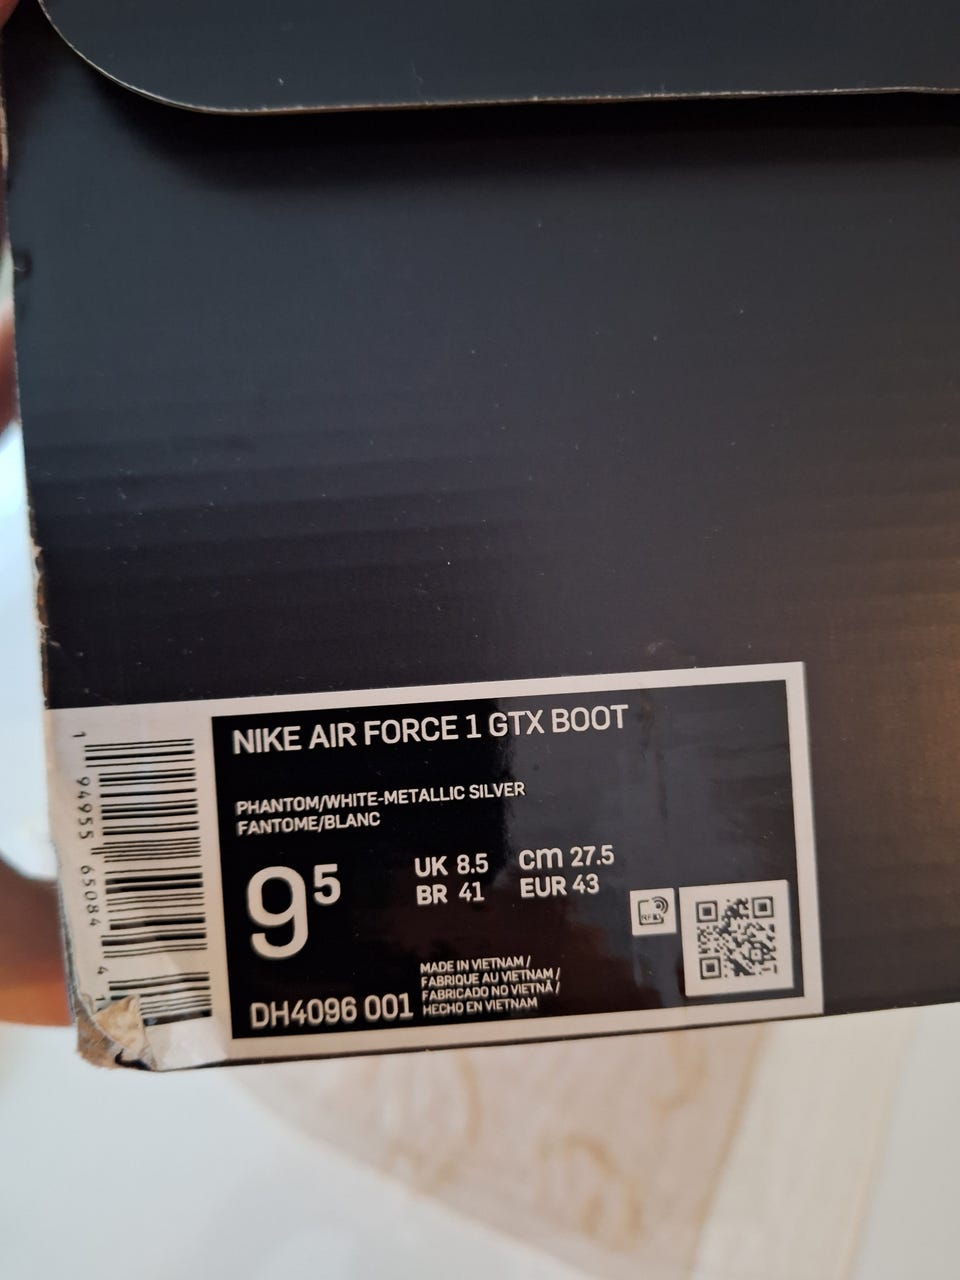 NIKE AIR FORCE 1 GTX BOOT
PHANTOM/WHITE-METALLIC SILVER
FANTOME/BLANC
9⁵
UK 8.5 cm 27.5
BR 41 EUR 43
MADE IN VIETNAM /
FABRIQUE AU VIETNAM /
FABRICADO NO VIETNÃ /
HECHO EN VIETNAM
DH4096 001
RFID
1 94955 65084 4